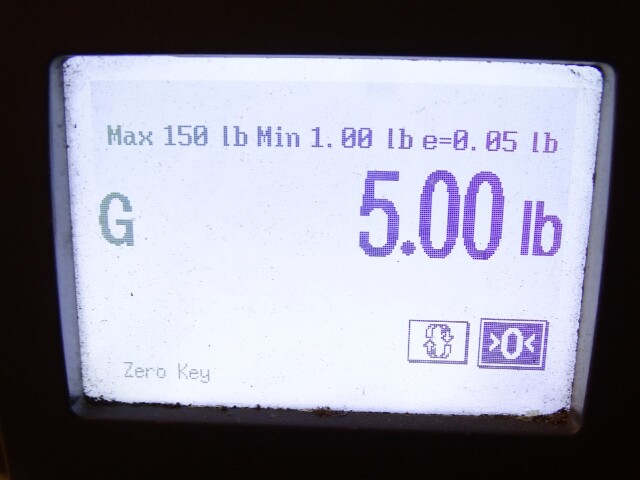 Max 150 lb Min 1.00 lb e=0.05 lb
G 5.00 lb
>0<
Zero Key